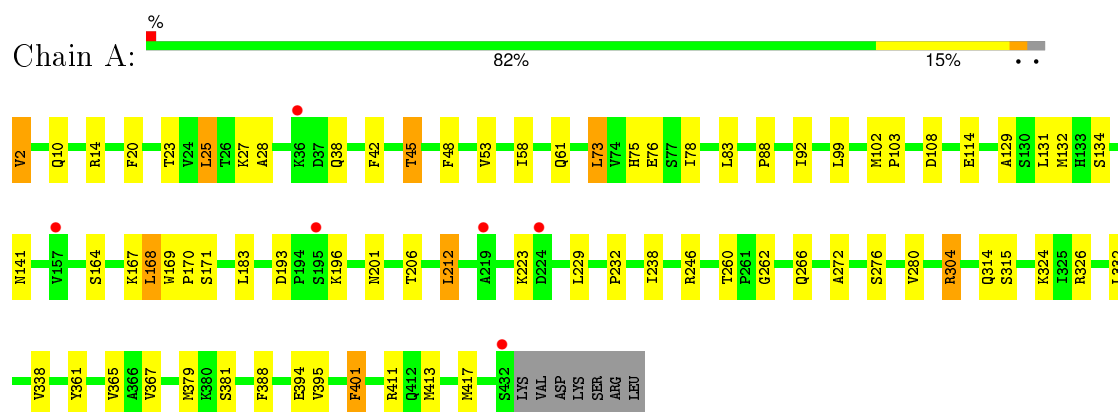 %
Chain A:
82% 15% • •
V2 Q10 R14 F20 T23 V24 L25 T26 K27 A28 K36 D37 Q38 F42 T45 F48 V53 I58 Q61 L73 V74 H75 E76 S77 I78 L83 P88 I92 L99 M102 P103 D108 E114 A129 S130 L131 M132 H133 S134
N141 V157 S164 K167 L168 W169 P170 S171 L183 D193 P194 S195 K196 N201 T206 L212 A219 K223 D224 L229 P232 I238 R246 T260 P261 G262 Q266 A272 S276 V280 R304 Q314 S315 K324 I325 R326
V338 Y361 V365 A366 V367 M379 K380 S381 F388 E394 V395 F401 R411 Q412 M413 M417 S432 LYS VAL ASP LYS SER ARG LEU